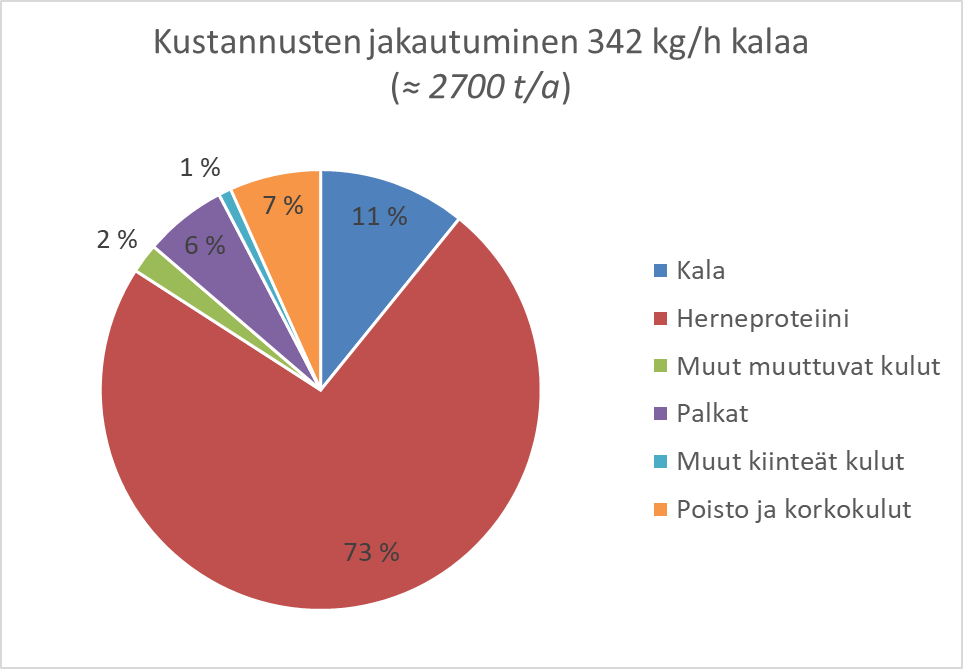 Kustannusten jakautuminen 342 kg/h kalaa
(≈ 2700 t/a)
1 %
7 %
11 %
2 %
6 %
73 %
Kala
Herneproteiini
Muut muuttuvat kulut
Palkat
Muut kiinteät kulut
Poisto ja korkokulut